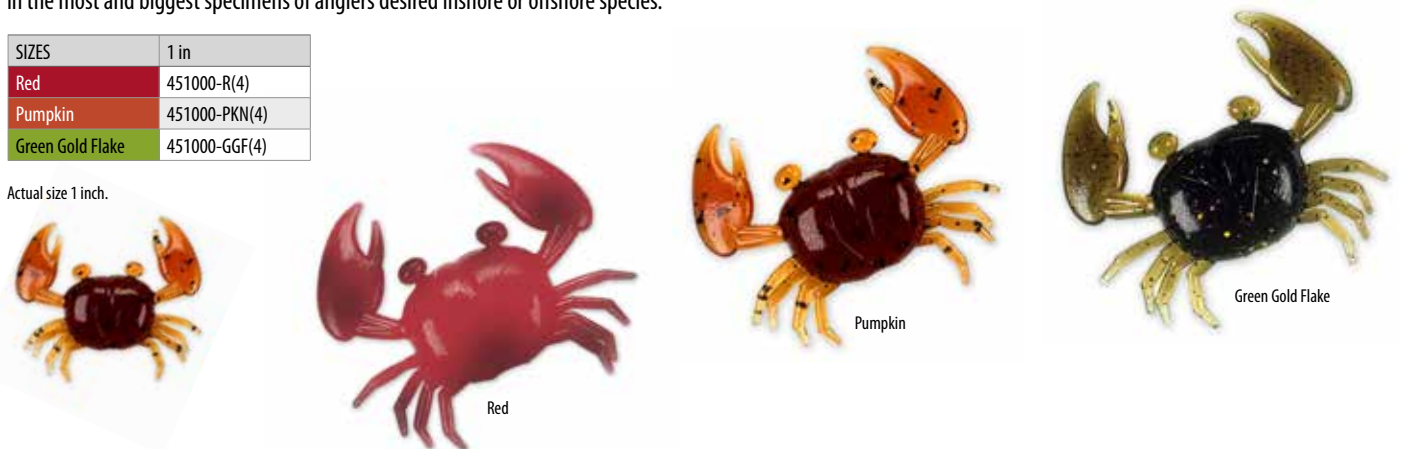 in the most and biggest specimens of anglers desired inshore or offshore species.
SIZES 1 in
Red 451000-R(4)
Pumpkin 451000-PKN(4)
Green Gold Flake 451000-GGF(4)
Actual size 1 inch.
Red
Pumpkin
Green Gold Flake